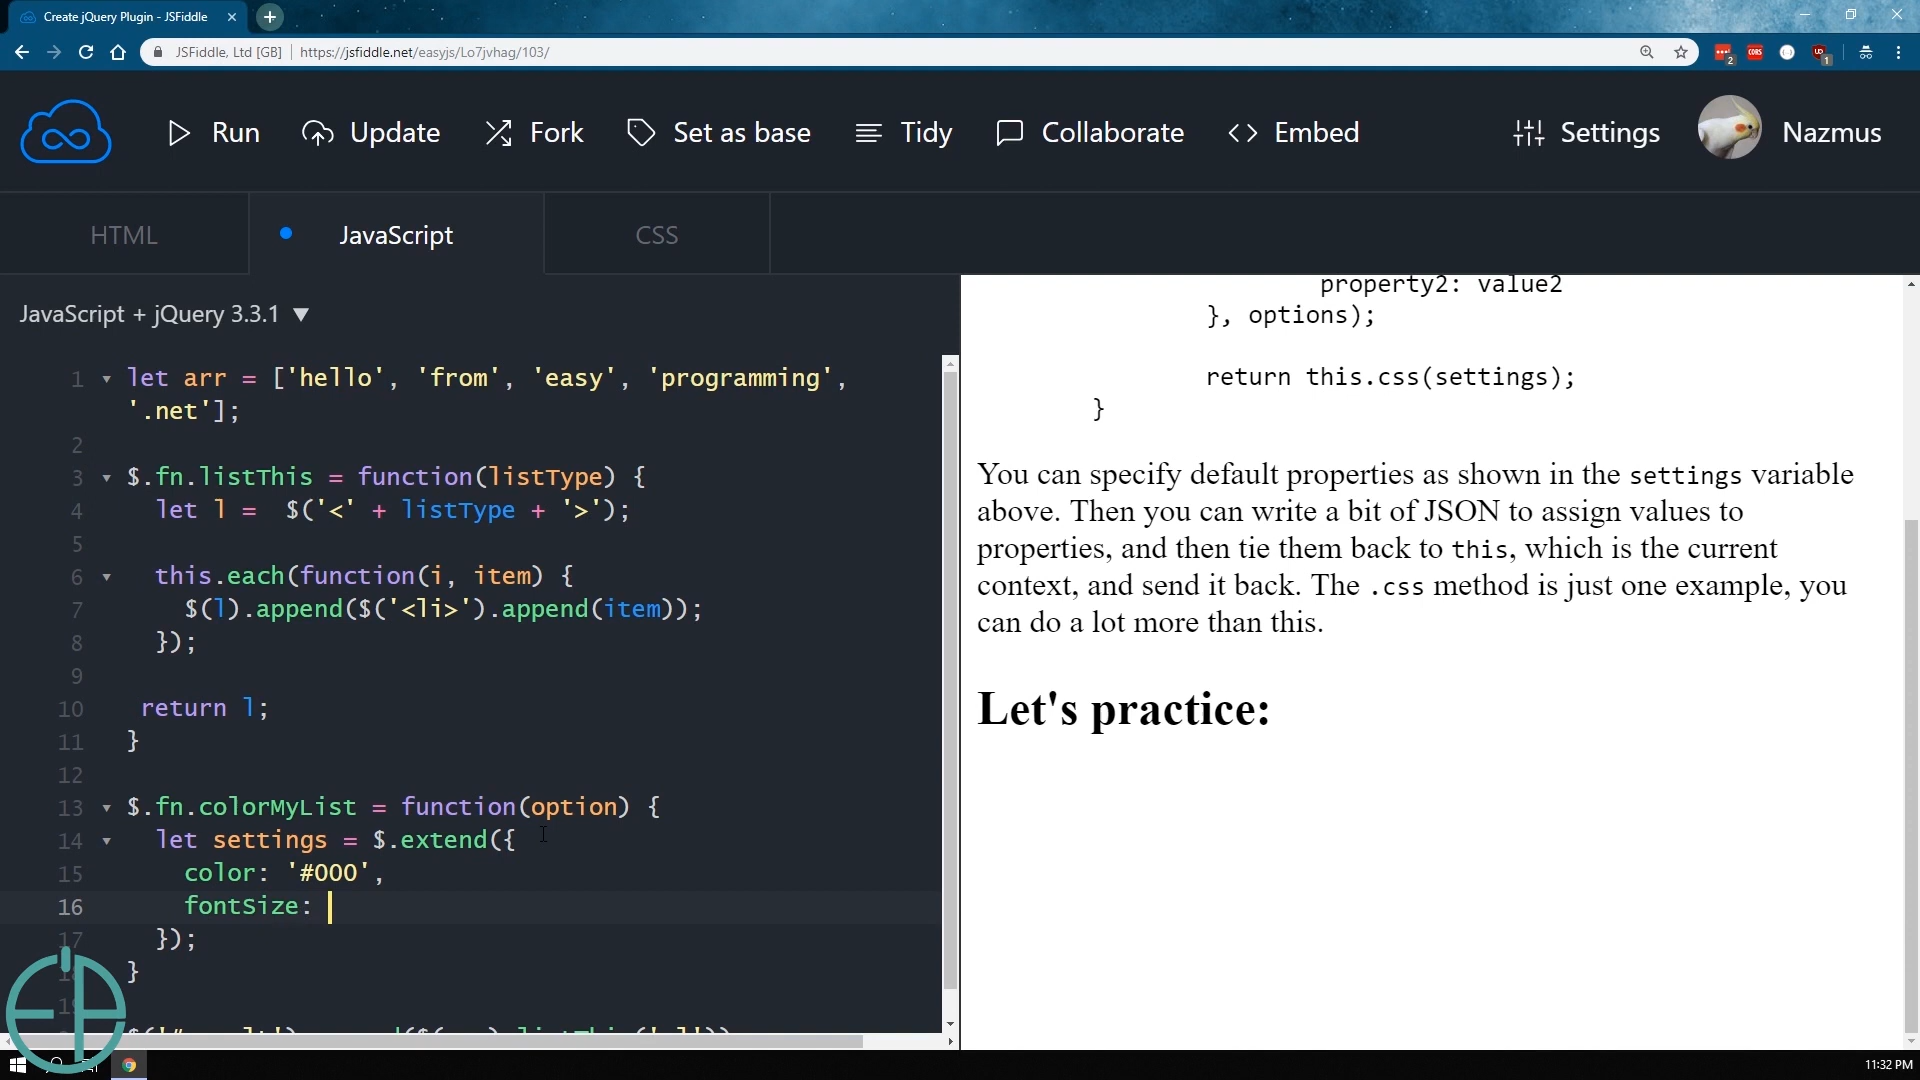 Create jQuery Plugin - JSFiddle
JSFiddle, Ltd [GB] | https://jsfiddle.net/easyjs/Lo7jvhag/103/
Run Update Fork Set as base Tidy Collaborate Embed Settings Nazmus
HTML JavaScript CSS
JavaScript + jQuery 3.3.1 ▼
1 let arr = ['hello', 'from', 'easy', 'programming',
'.net'];
2
3 $.fn.listThis = function(listType) {
4 let l =  $('<' + listType + '>');
5
6 this.each(function(i, item) {
7 $(l).append($('<li>').append(item));
8 });
9
10 return l;
11 }
12
13 $.fn.colorMyList = function(option) {
14 let settings = $.extend({
15 color: '#000',
16 fontSize:
17 });
}
property2: value2
}, options);
return this.css(settings);
}
You can specify default properties as shown in the settings variable
above. Then you can write a bit of JSON to assign values to
properties, and then tie them back to this, which is the current
context, and send it back. The .css method is just one example, you
can do a lot more than this.
Let's practice:
11:32 PM